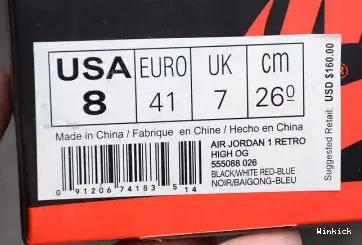 USA EURO UK cm
8 41 7 26º
Made in China / Fabrique en Chine / Hecho en China
AIR JORDAN 1 RETRO
HIGH OG
555088 026
BLACK/WHITE RED-BLUE
NOIR/BAIGONG-BLEU
0 91206 74183 5 14
Suggested Retail: USD $160.00
Winkick